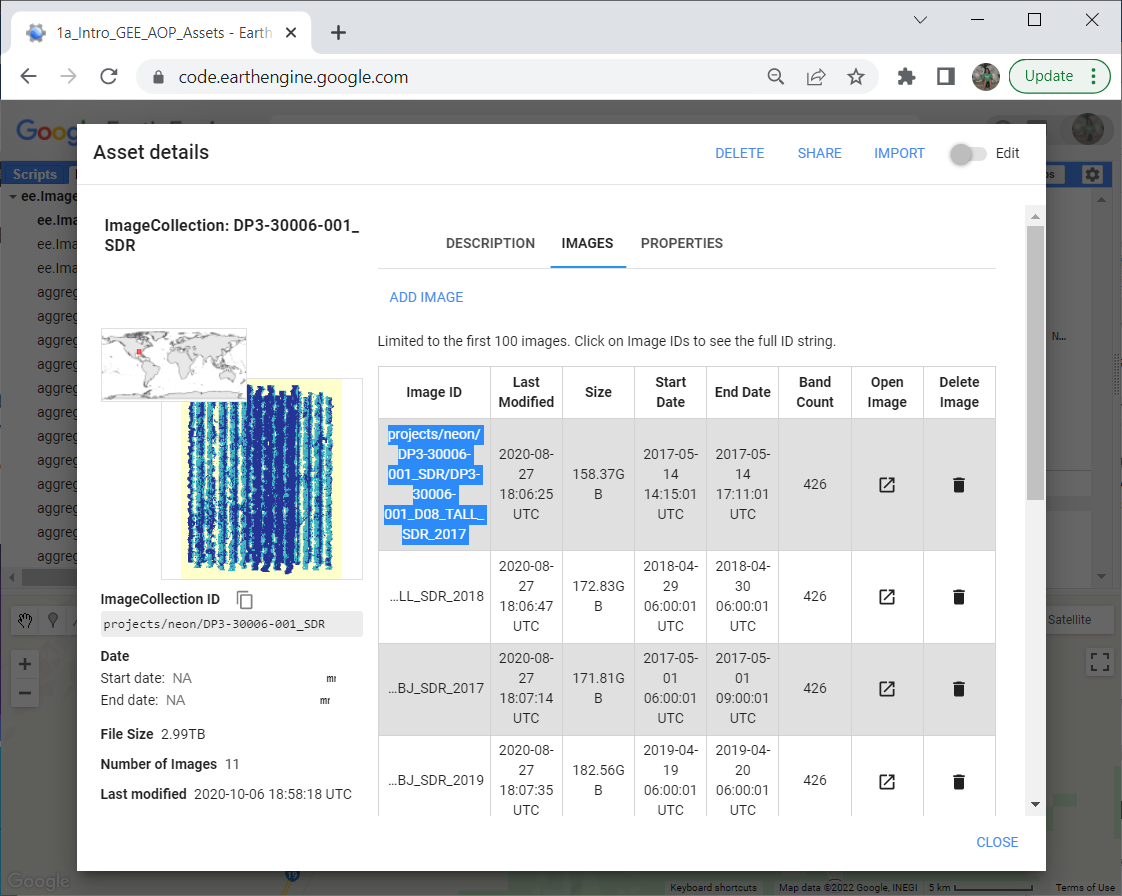 1a_Intro_GEE_AOP_Assets - Earth
code.earthengine.google.com
Update
Goog
Asset details
DELETE
SHARE
IMPORT
Edit
Scripts
ee.Image
ee.Ima
ee.Ima
ee.Ima
aggreg
aggreg
aggreg
aggreg
aggreg
aggreg
aggreg
aggreg
aggreg
aggreg
aggreg
aggreg
N...
ImageCollection: DP3-30006-001_
SDR
DESCRIPTION
IMAGES
PROPERTIES
ADD IMAGE
Limited to the first 100 images. Click on Image IDs to see the full ID string.
Image ID
Last
Modified
Size
Start
Date
End Date
Band
Count
Open
Image
Delete
Image
projects/neon/
DP3-30006-
001_SDR/DP3-
30006-
001_D08_TALL_
SDR_2017
2020-08-
27
18:06:25
UTC
158.37G
B
2017-05-
14
14:15:01
UTC
2017-05-
14
17:11:01
UTC
426
...LL_SDR_2018
2020-08-
27
18:06:47
UTC
172.83G
B
2018-04-
29
06:00:01
UTC
2018-04-
30
06:00:01
UTC
426
...BJ_SDR_2017
2020-08-
27
18:07:14
UTC
171.81G
B
2017-05-
01
06:00:01
UTC
2017-05-
01
09:00:01
UTC
426
...BJ_SDR_2019
2020-08-
27
18:07:35
UTC
182.56G
B
2019-04-
19
06:00:01
UTC
2019-04-
20
06:00:01
UTC
426
ImageCollection ID
projects/neon/DP3-30006-001_SDR
Date
Start date: NA
End date: NA
File Size 2.99TB
Number of Images 11
Last modified 2020-10-06 18:58:18 UTC
CLOSE
Satellite
Google
Keyboard shortcuts
Map data ©2022 Google, INEGI
5 km
Terms of Use